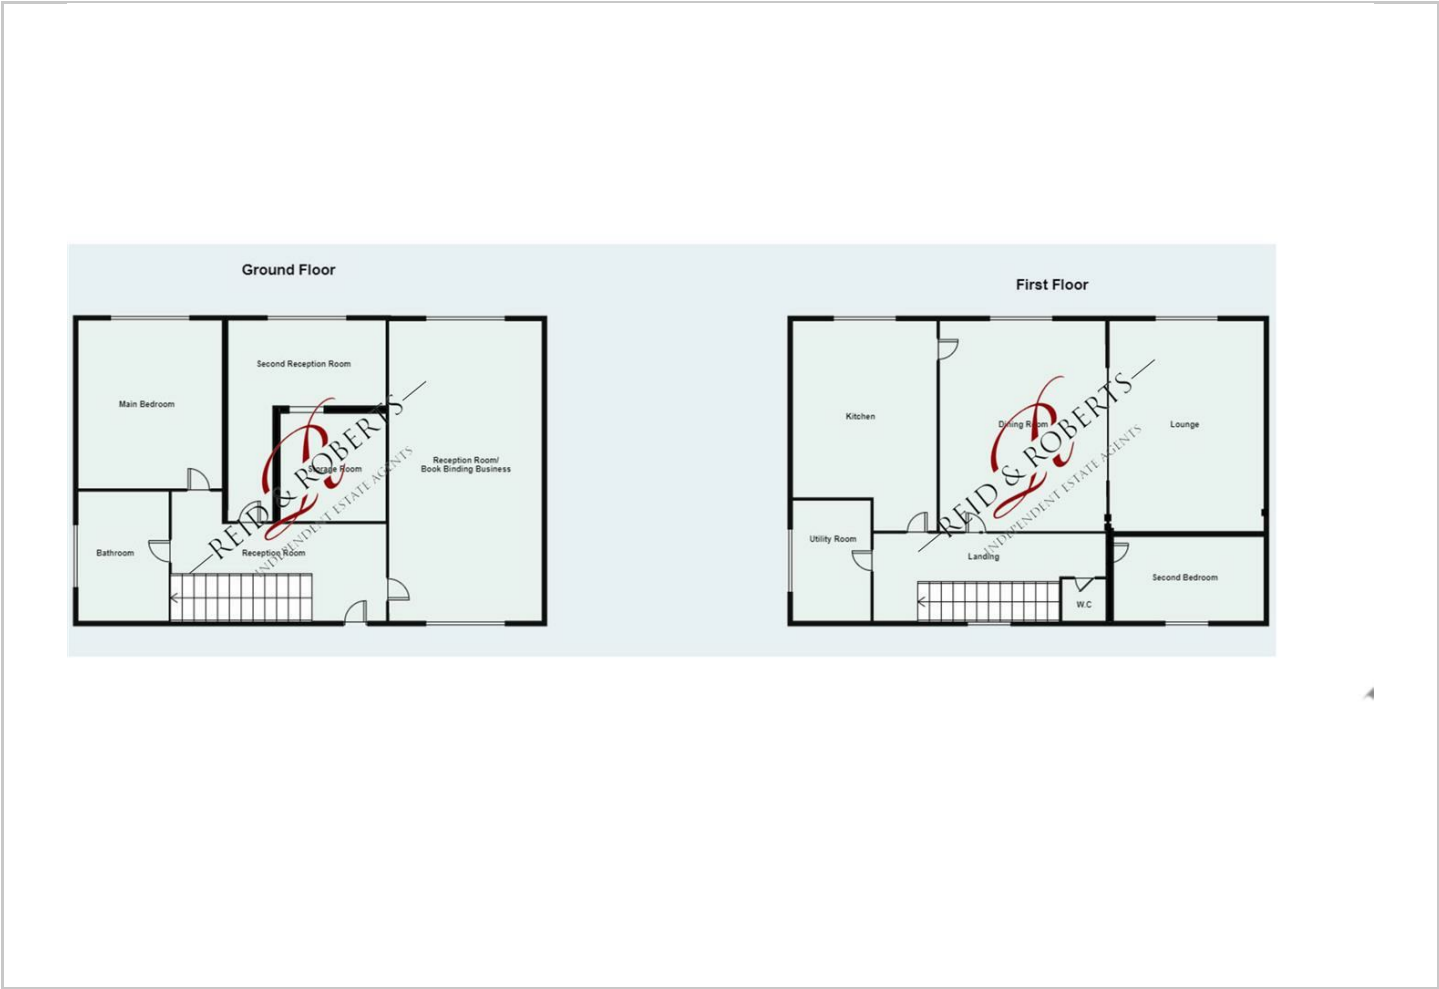 Ground Floor
Main Bedroom
Second Reception Room
Storage Room
Reception Room/
Book Binding Business
Bathroom
Reception Room
REID & ROBERTS
INDEPENDENT ESTATE AGENTS
First Floor
Kitchen
Dining Room
Lounge
Utility Room
Landing
Second Bedroom
W.C
REID & ROBERTS
INDEPENDENT ESTATE AGENTS